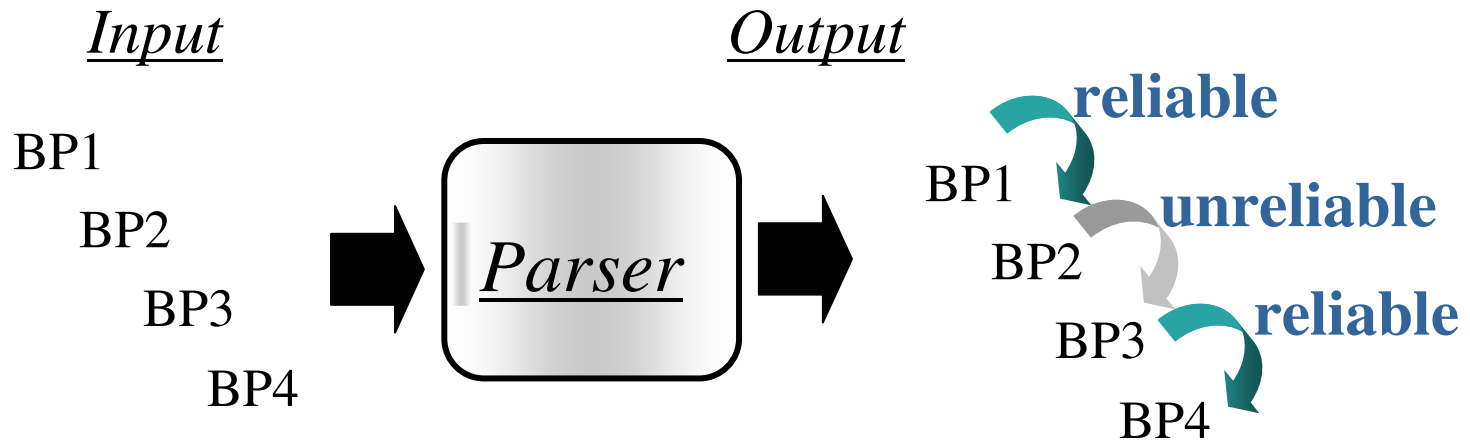 Input
BP1
BP2
BP3
BP4
Parser
Output
reliable
BP1
unreliable
BP2
reliable
BP3
BP4